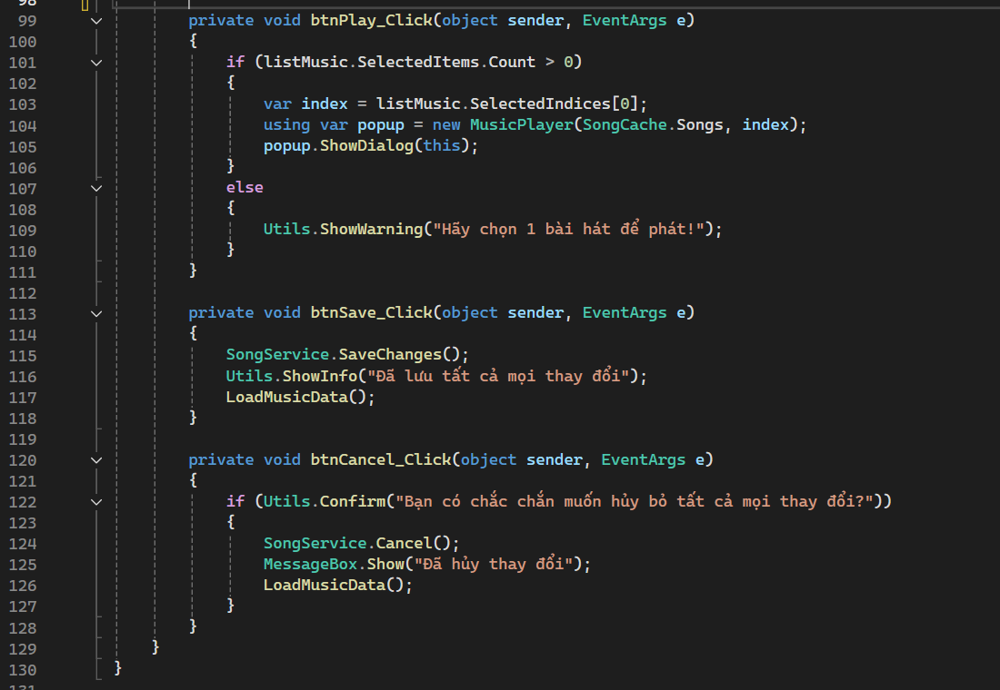 98
99 private void btnPlay_Click(object sender, EventArgs e)
100 {
101 if (listMusic.SelectedItems.Count > 0)
102 {
103 var index = listMusic.SelectedIndices[0];
104 using var popup = new MusicPlayer(SongCache.Songs, index);
105 popup.ShowDialog(this);
106 }
107 else
108 {
109 Utils.ShowWarning("Hãy chọn 1 bài hát để phát!");
110 }
111 }
112
113 private void btnSave_Click(object sender, EventArgs e)
114 {
115 SongService.SaveChanges();
116 Utils.ShowInfo("Đã lưu tất cả mọi thay đổi");
117 LoadMusicData();
118 }
119
120 private void btnCancel_Click(object sender, EventArgs e)
121 {
122 if (Utils.Confirm("Bạn có chắc chắn muốn hủy bỏ tất cả mọi thay đổi?"))
123 {
124 SongService.Cancel();
125 MessageBox.Show("Đã hủy thay đổi");
126 LoadMusicData();
127 }
128 }
129 }
130 }
131